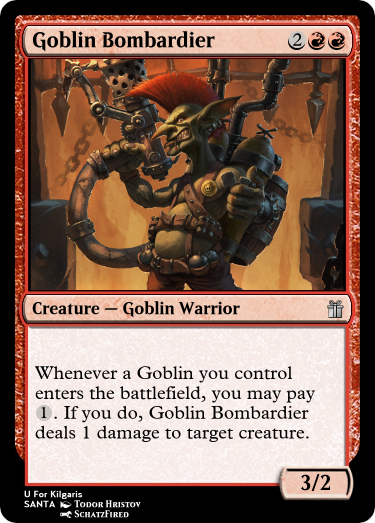 Goblin Bombardier 2
Creature — Goblin Warrior
Whenever a Goblin you control
enters the battlefield, you may pay
1. If you do, Goblin Bombardier
deals 1 damage to target creature.
3/2
U For Kilgaris
SANTA Todor Hristov
SchatzFired